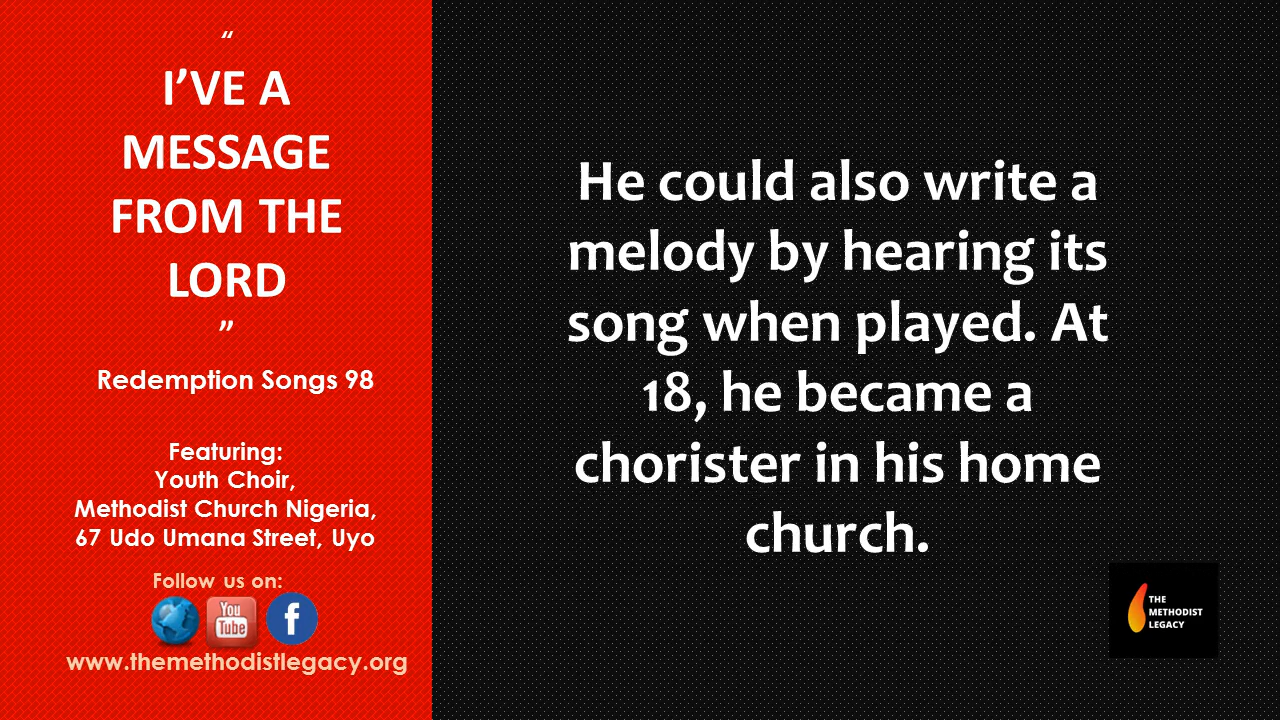 “
I’VE A
MESSAGE
FROM THE
LORD
”
Redemption Songs 98
Featuring:
Youth Choir,
Methodist Church Nigeria,
67 Udo Umana Street, Uyo
Follow us on:
You
Tube
f
www.themethodistlegacy.org
He could also write a
melody by hearing its
song when played. At
18, he became a
chorister in his home
church.
THE
METHODIST
LEGACY